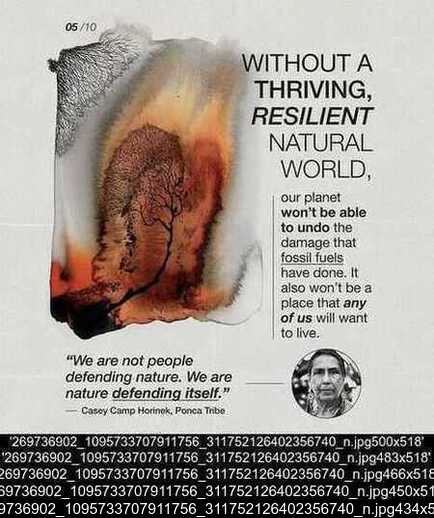 05 /10
WITHOUT A
THRIVING,
RESILIENT
NATURAL
WORLD,
our planet
won't be able
to undo the
damage that
fossil fuels
have done. It
also won't be a
place that any
of us will want
to live.
“We are not people
defending nature. We are
nature defending itself.”
— Casey Camp Horinek, Ponca Tribe
'269736902_1095733707911756_311752126402356740_n.jpg500x518'
'269736902_1095733707911756_311752126402356740_n.jpg483x518'
269736902_1095733707911756_311752126402356740_n.jpg466x518
69736902_1095733707911756_311752126402356740_n.jpg450x51
9736902_1095733707911756_311752126402356740_n.jpg434x5